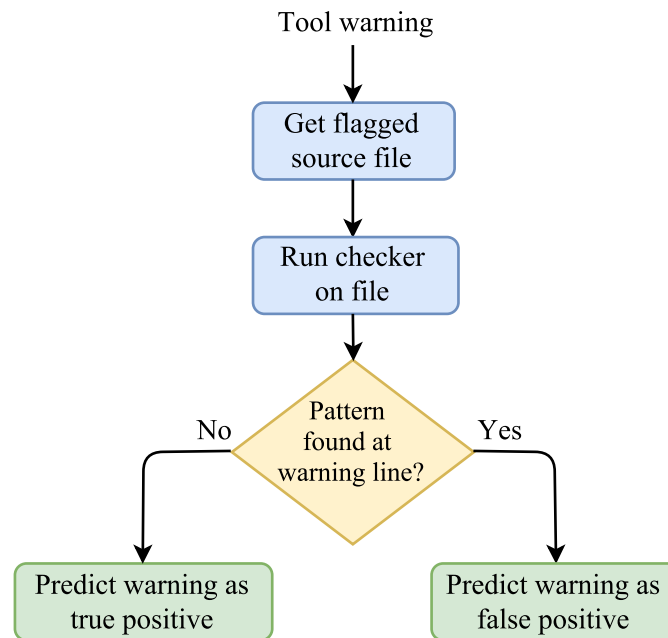 Tool warning
Get flagged
source file
Run checker
on file
Pattern
found at
warning line?
No
Yes
Predict warning as
true positive
Predict warning as
false positive